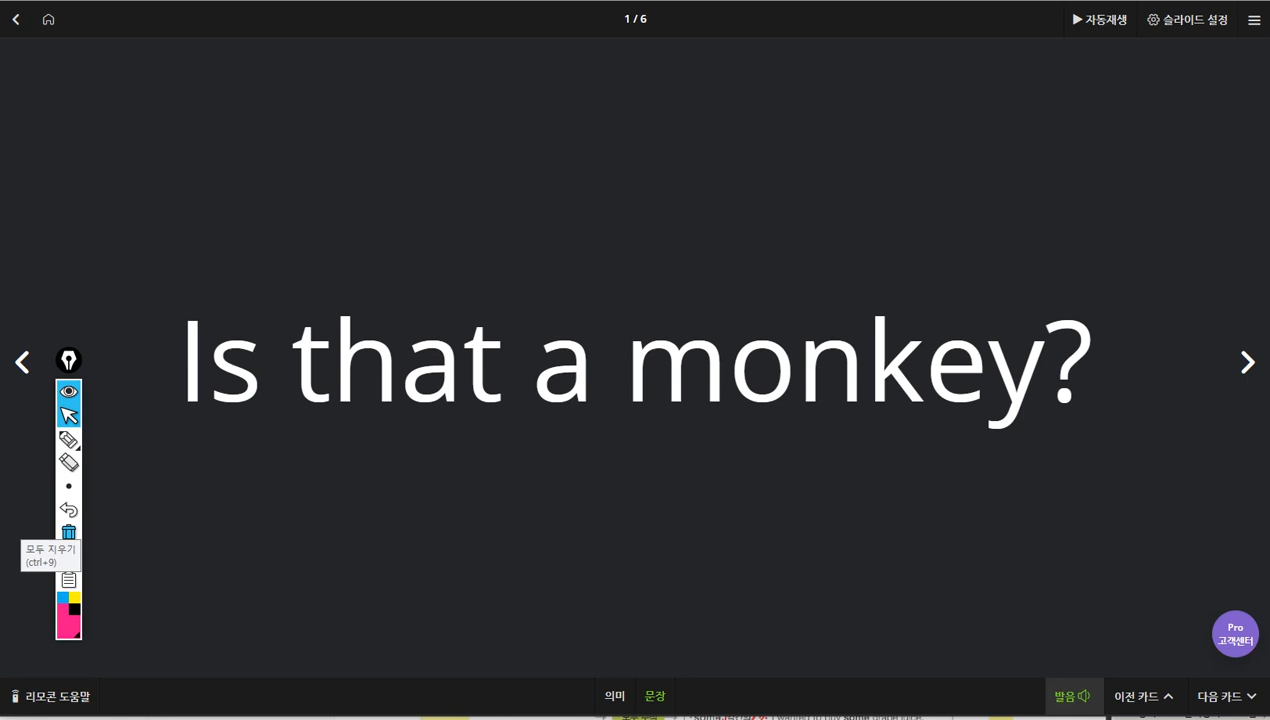 1 / 6
자동재생
슬라이드 설정
Is that a monkey?
모두 지우기
(ctrl+9)
Pro
고객센터
리모콘 도움말
의미
문장
발음
이전 카드
다음 카드